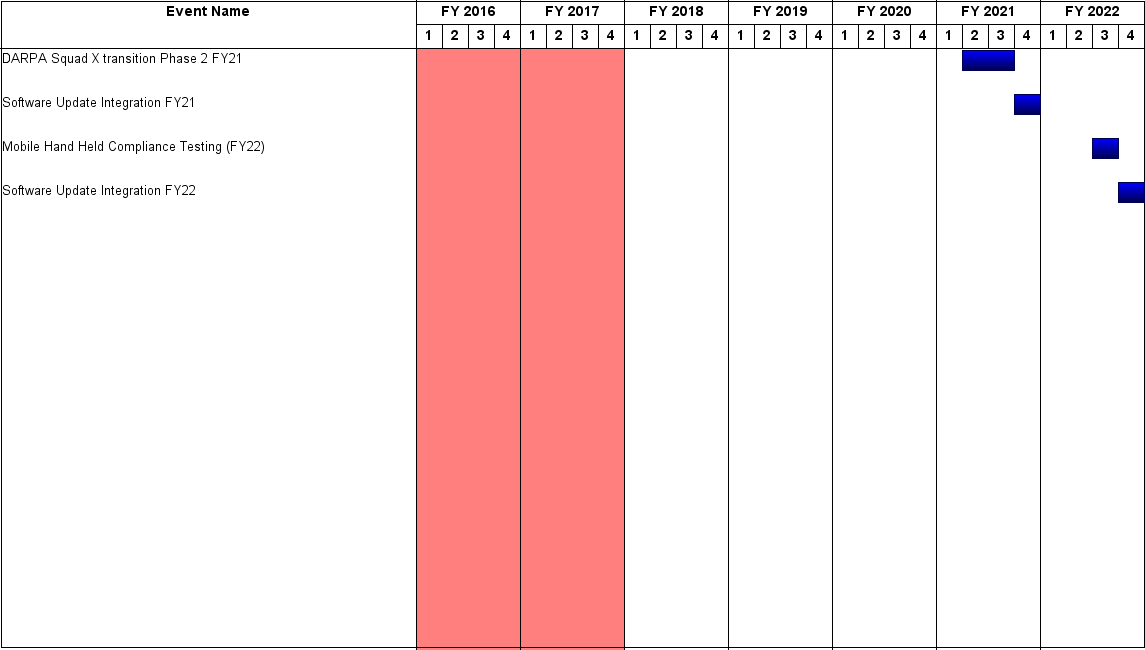 Event Name FY 2016 FY 2017 FY 2018 FY 2019 FY 2020 FY 2021 FY 2022
1 2 3 4 1 2 3 4 1 2 3 4 1 2 3 4 1 2 3 4 1 2 3 4 1 2 3 4
DARPA Squad X transition Phase 2 FY21
Software Update Integration FY21
Mobile Hand Held Compliance Testing (FY22)
Software Update Integration FY22